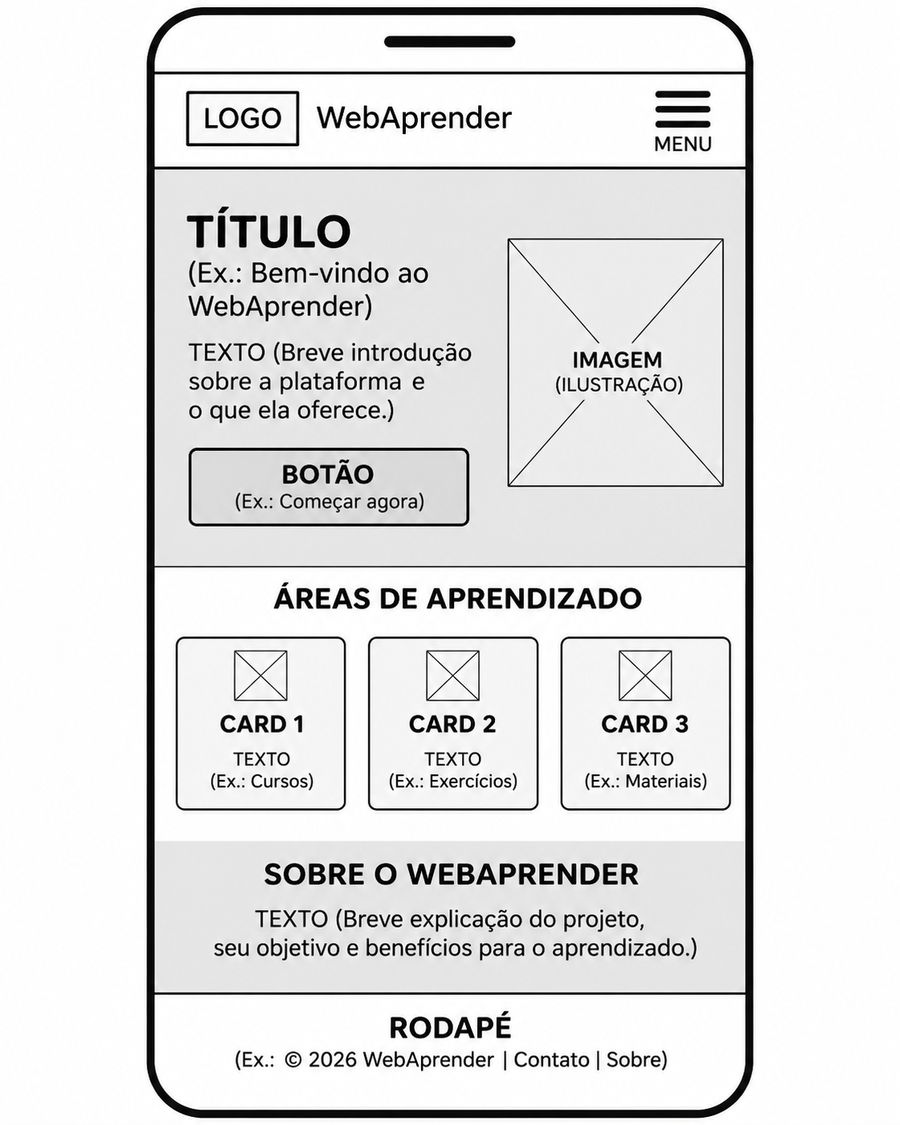 LOGO WebAprender
MENU
TÍTULO
(Ex.: Bem-vindo ao
WebAprender)
TEXTO (Breve introdução
sobre a plataforma e
o que ela oferece.)
BOTÃO
(Ex.: Começar agora)
IMAGEM
(ILUSTRAÇÃO)
ÁREAS DE APRENDIZADO
CARD 1
TEXTO
(Ex.: Cursos)
CARD 2
TEXTO
(Ex.: Exercícios)
CARD 3
TEXTO
(Ex.: Materiais)
SOBRE O WEBAPRENDER
TEXTO (Breve explicação do projeto,
seu objetivo e benefícios para o aprendizado.)
RODAPÉ
(Ex.: © 2026 WebAprender | Contato | Sobre)